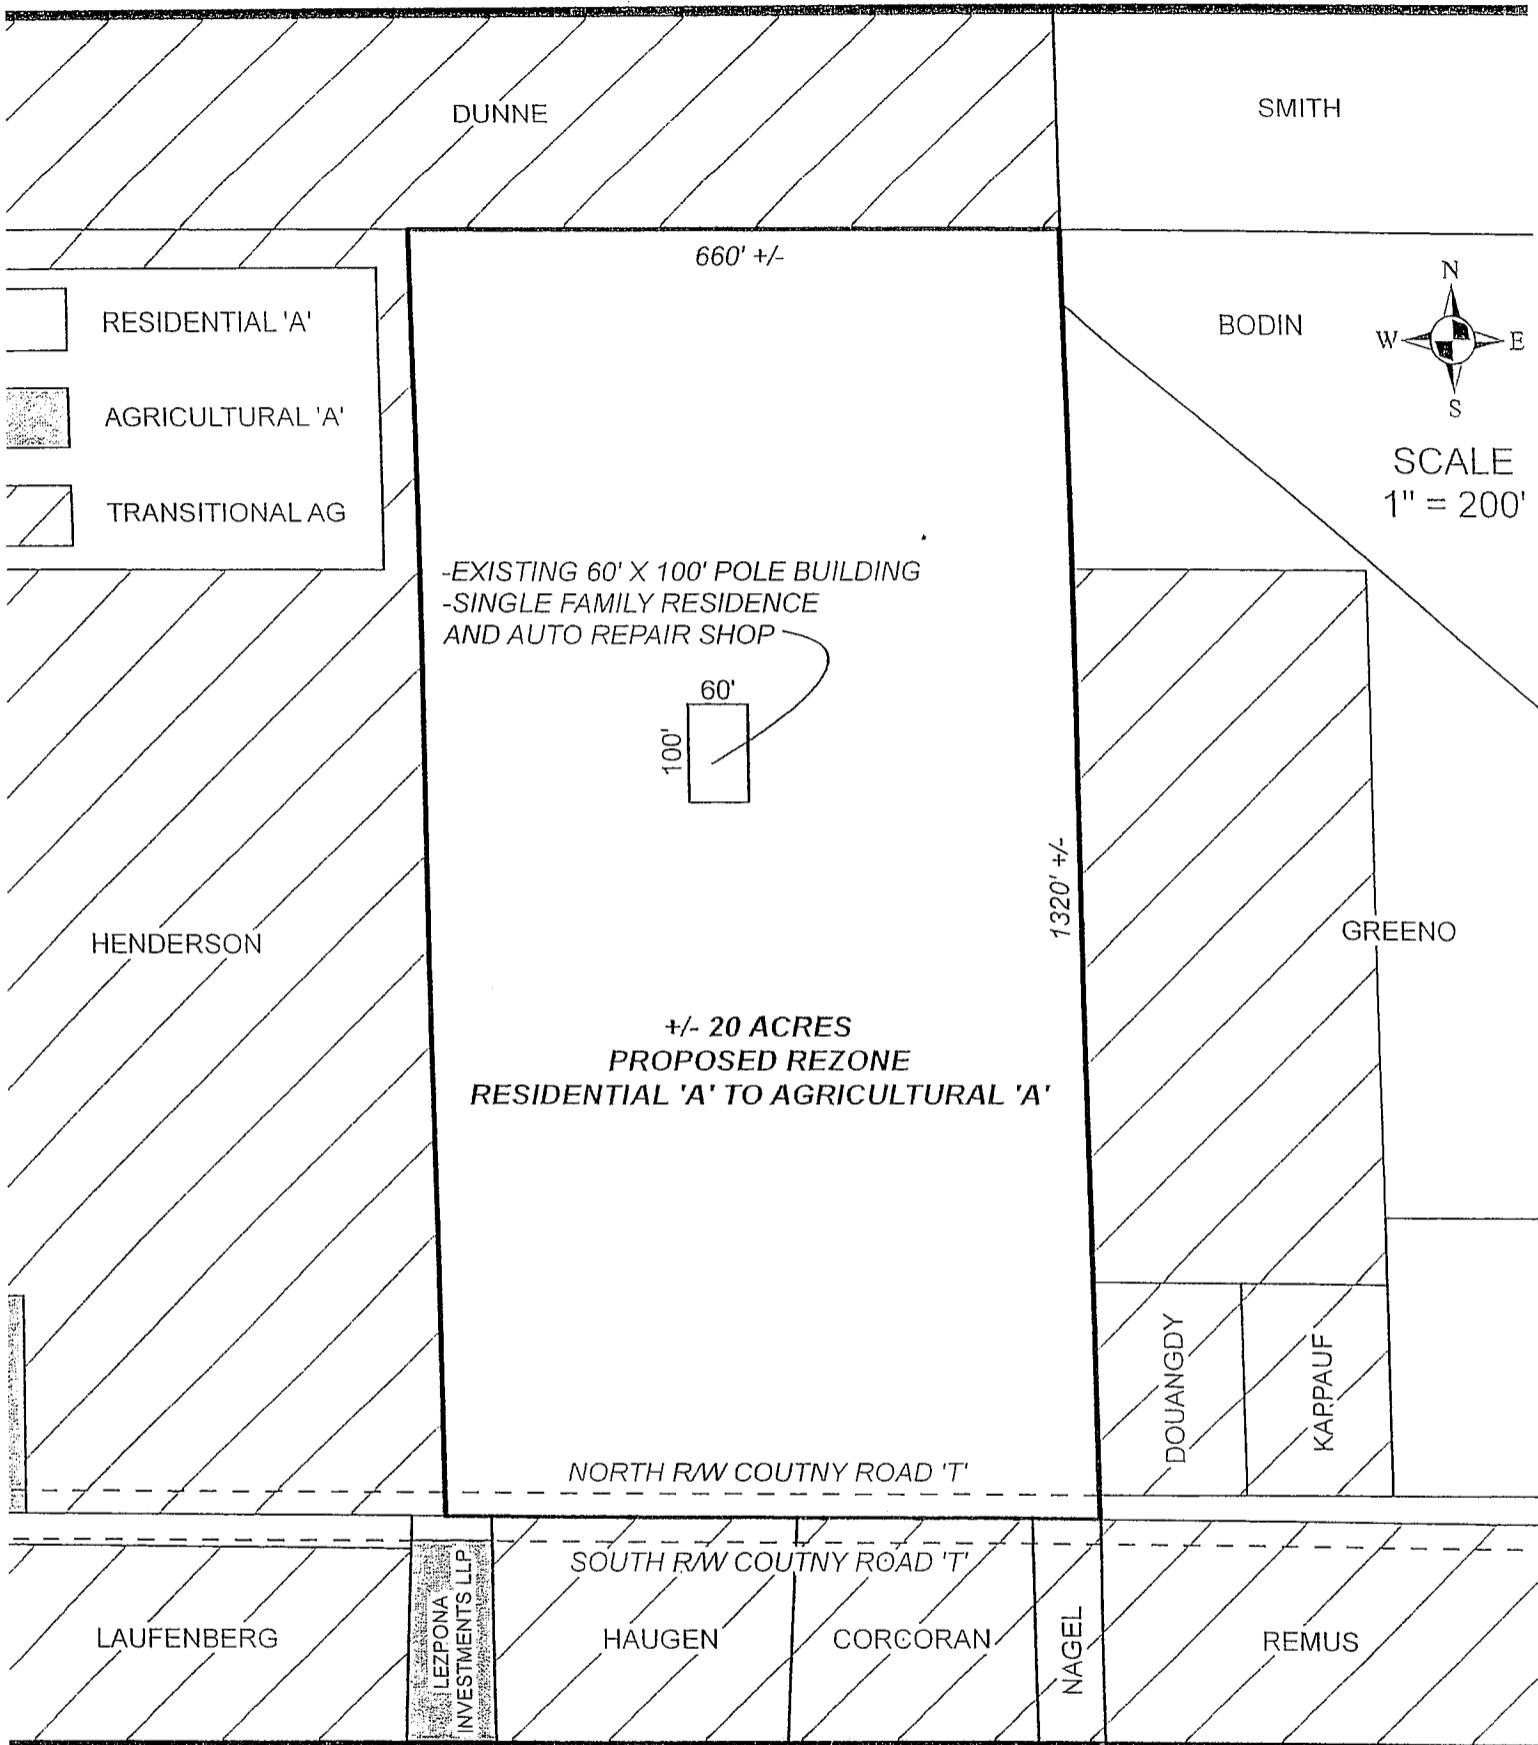 DUNNE
SMITH
660' +/-
RESIDENTIAL 'A'
AGRICULTURAL 'A'
TRANSITIONAL AG
BODIN
N
W
E
S
SCALE
1" = 200'
-EXISTING 60' X 100' POLE BUILDING
-SINGLE FAMILY RESIDENCE
AND AUTO REPAIR SHOP
60'
100'
1320' +/-
HENDERSON
GREENO
+/- 20 ACRES
PROPOSED REZONE
RESIDENTIAL 'A' TO AGRICULTURAL 'A'
DOUANGDY
KARPAUF
NORTH R/W COUTNY ROAD 'T'
SOUTH R/W COUTNY ROAD 'T'
LAUFENBERG
LEZPONA
INVESTMENTS LLP
HAUGEN
CORCORAN
NAGEL
REMUS